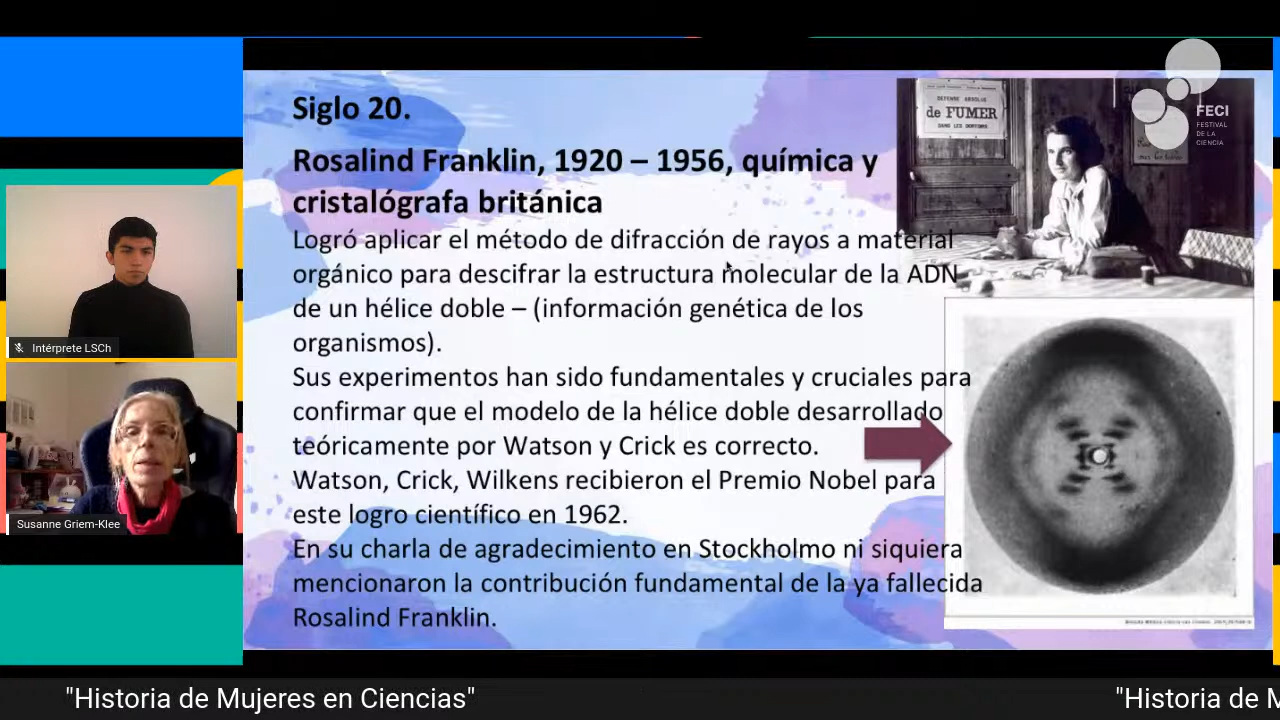 Siglo 20.
Rosalind Franklin, 1920 – 1956, química y
cristalógrafa británica
Logró aplicar el método de difracción de rayos a material
orgánico para descifrar la estructura molecular de la ADN
de un hélice doble – (información genética de los
organismos).
Sus experimentos han sido fundamentales y cruciales para
confirmar que el modelo de la hélice doble desarrollado
teóricamente por Watson y Crick es correcto.
Watson, Crick, Wilkens recibieron el Premio Nobel para
este logro científico en 1962.
En su charla de agradecimiento en Stockholmo ni siquiera
mencionaron la contribución fundamental de la ya fallecida
Rosalind Franklin.
DEFENSE ABSOLUE
de FUMER
FECI
FESTIVAL
DE LA
CIENCIA
Intérprete LSCh
Susanne Griem-Klee
"Historia de Mujeres en Ciencias"
"Historia de M